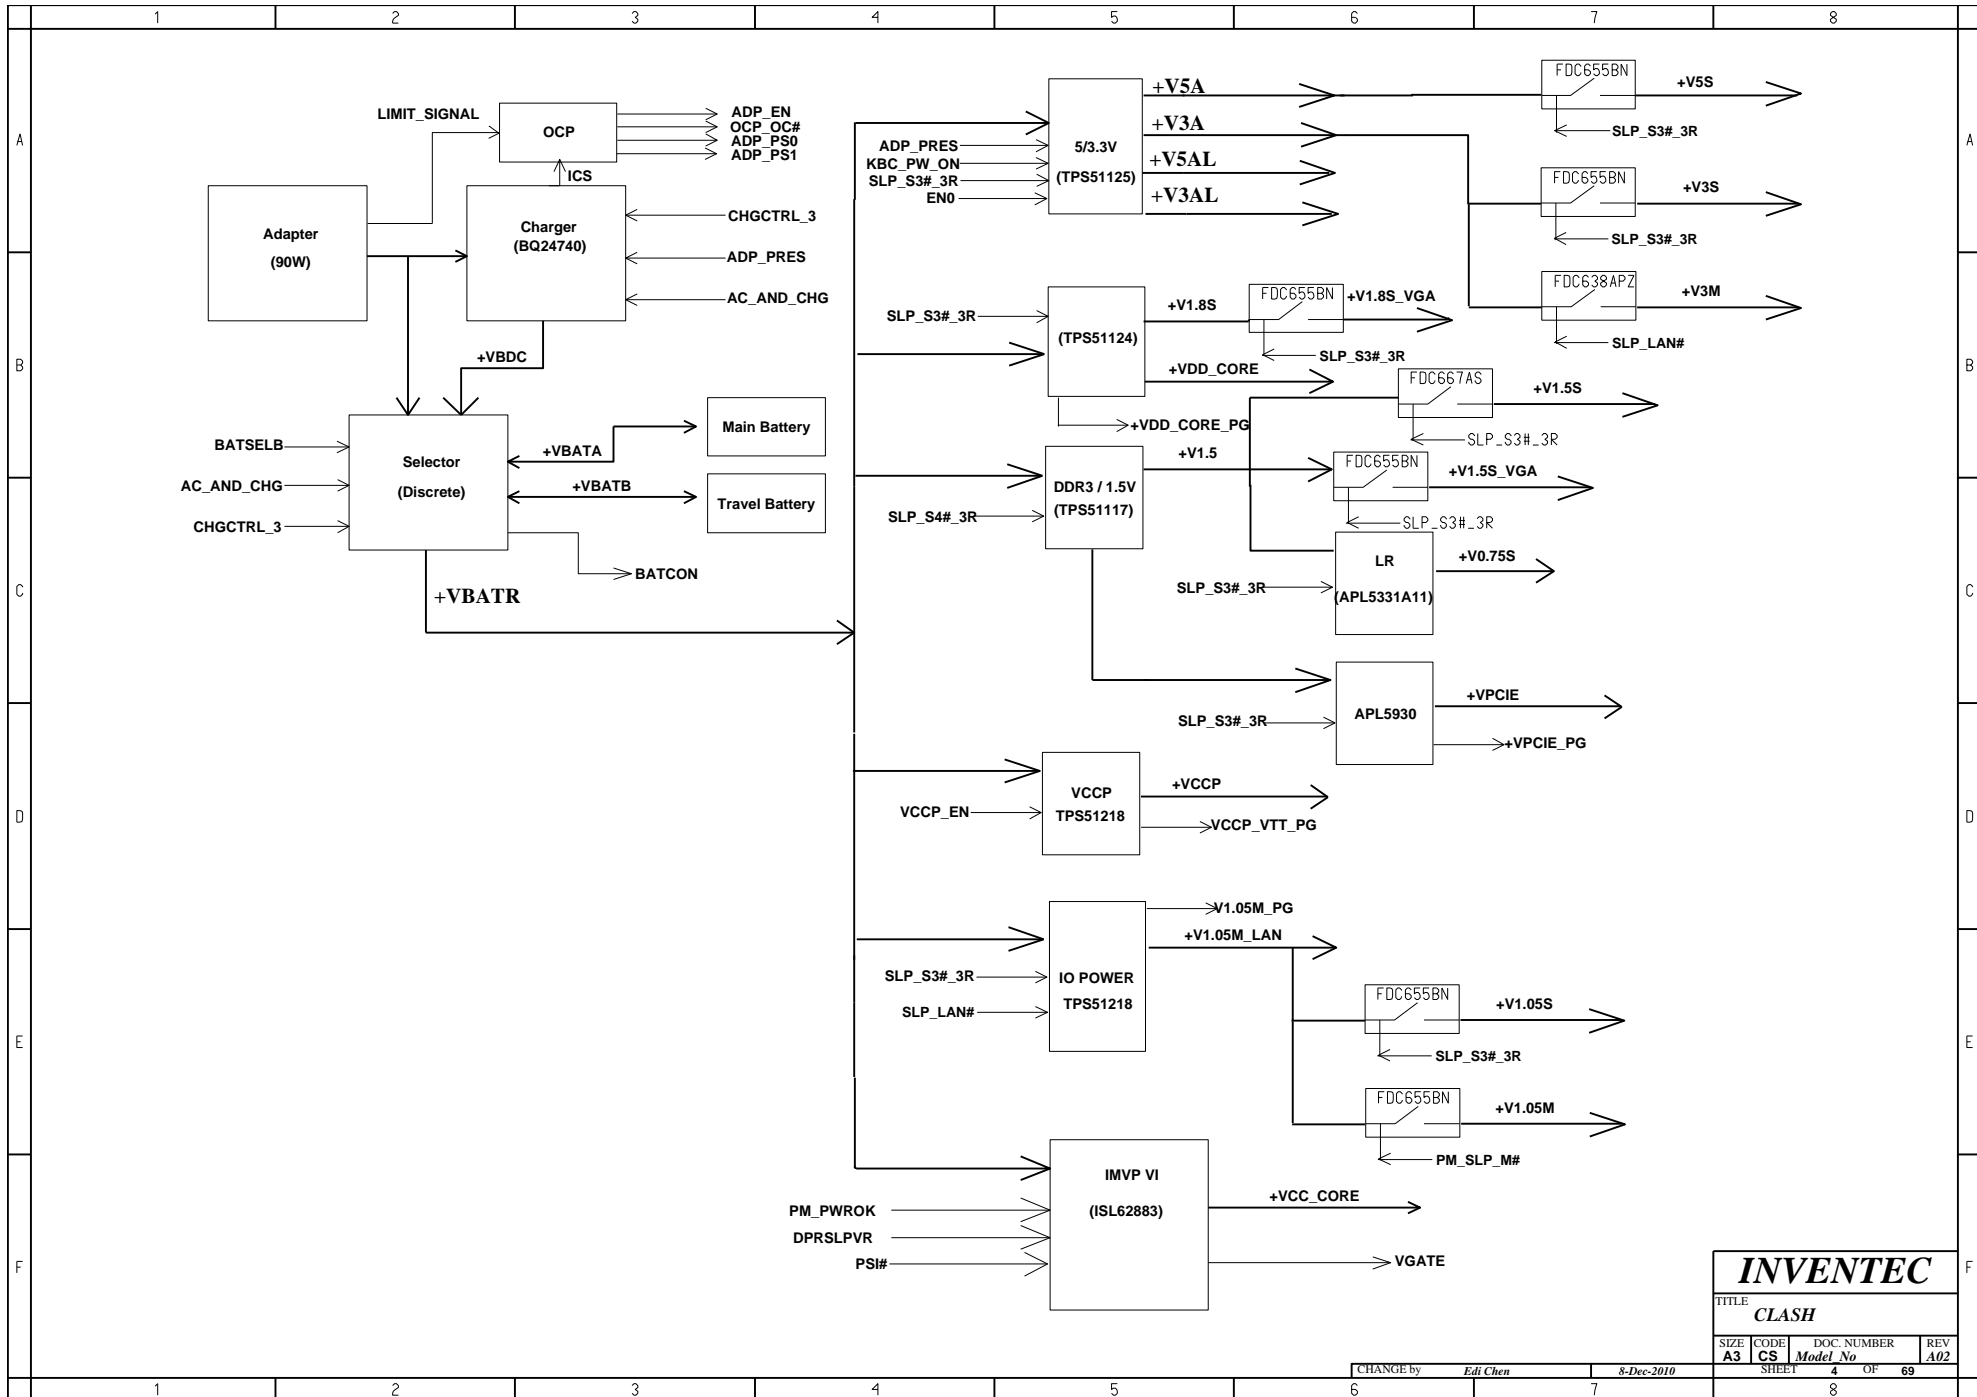 1 2 3 4 5 6 7 8
A
A
B
B
C
C
D
D
E
E
F
F
LIMIT_SIGNAL
OCP
ADP_EN
OCP_OC#
ADP_PS0
ADP_PS1
ICS
Adapter
(90W)
Charger
(BQ24740)
CHGCTRL_3
ADP_PRES
AC_AND_CHG
+VBDC
BATSELB
AC_AND_CHG
CHGCTRL_3
Selector
(Discrete)
+VBATA
+VBATB
Main Battery
Travel Battery
BATCON
+VBATR
ADP_PRES
KBC_PW_ON
SLP_S3#_3R
EN0
5/3.3V
(TPS51125)
+V5A
+V3A
+V5AL
+V3AL
FDC655BN
+V5S
SLP_S3#_3R
FDC655BN
+V3S
SLP_S3#_3R
FDC638APZ
+V3M
SLP_LAN#
SLP_S3#_3R
(TPS51124)
+V1.8S
FDC655BN
+V1.8S_VGA
SLP_S3#_3R
+VDD_CORE
+VDD_CORE_PG
FDC667AS
+V1.5S
SLP_S3#_3R
DDR3 / 1.5V
(TPS51117)
SLP_S4#_3R
+V1.5
FDC655BN
+V1.5S_VGA
SLP_S3#_3R
LR
(APL5331A11)
SLP_S3#_3R
+V0.75S
APL5930
SLP_S3#_3R
+VPCIE
+VPCIE_PG
VCCP
TPS51218
VCCP_EN
+VCCP
VCCP_VTT_PG
IO POWER
TPS51218
SLP_S3#_3R
SLP_LAN#
V1.05M_PG
+V1.05M_LAN
FDC655BN
+V1.05S
SLP_S3#_3R
FDC655BN
+V1.05M
PM_SLP_M#
IMVP VI
(ISL62883)
PM_PWROK
DPRSLPVR
PSI#
+VCC_CORE
VGATE
INVENTEC
TITLE
CLASH
SIZE CODE DOC. NUMBER REV
A3 CS Model_No A02
CHANGE by Edi Chen 8-Dec-2010 SHEET 4 OF 69
1 2 3 4 5 6 7 8